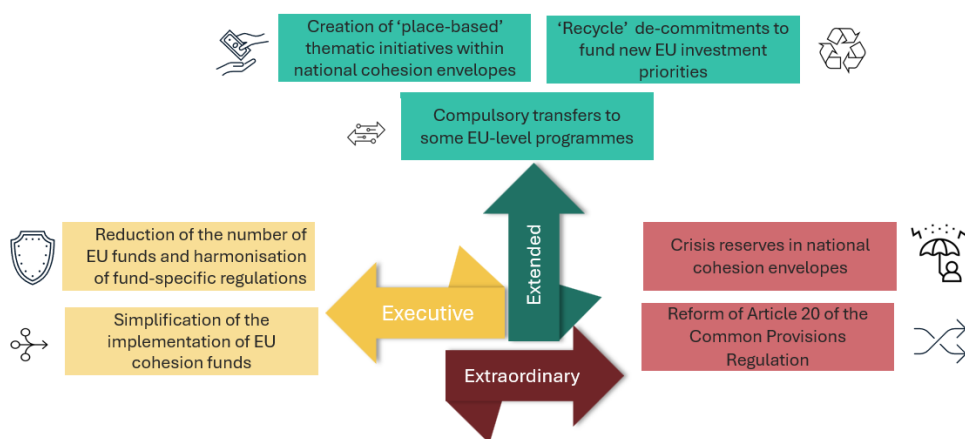 Creation of ‘place-based’
thematic initiatives within
national cohesion envelopes
‘Recycle’ de-commitments to
fund new EU investment
priorities
Compulsory transfers to
some EU-level programmes
Reduction of the number of
EU funds and harmonisation
of fund-specific regulations
Simplification of the
implementation of EU
cohesion funds
Executive
Extended
Extraordinary
Crisis reserves in national
cohesion envelopes
Reform of Article 20 of the
Common Provisions
Regulation